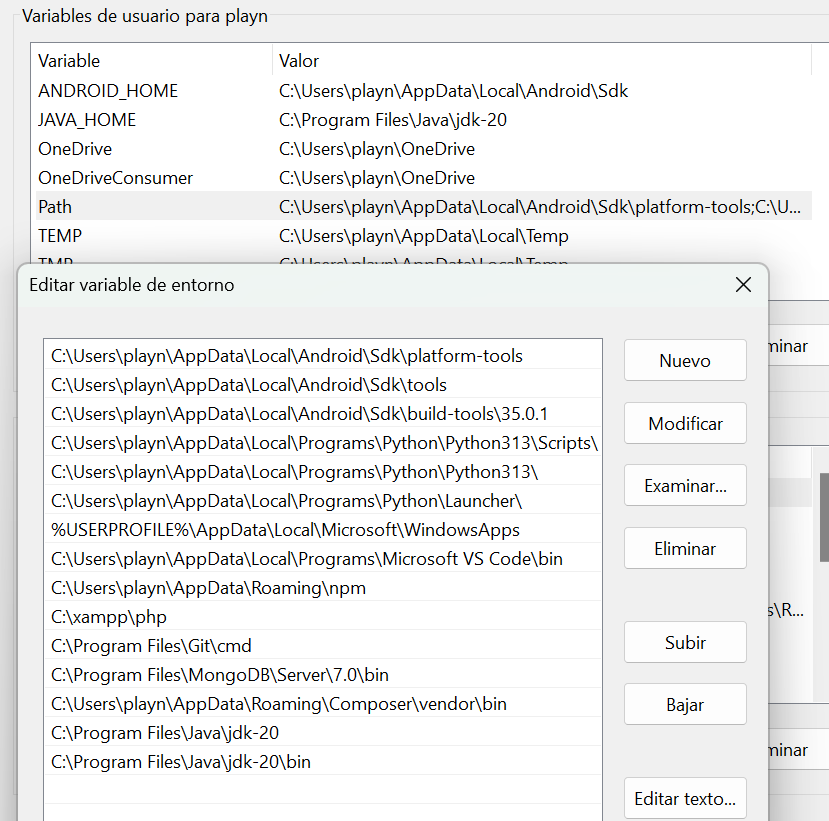 Variables de usuario para playn
Variable Valor
ANDROID_HOME C:\Users\playn\AppData\Local\Android\Sdk
JAVA_HOME C:\Program Files\Java\jdk-20
OneDrive C:\Users\playn\OneDrive
OneDriveConsumer C:\Users\playn\OneDrive
Path C:\Users\playn\AppData\Local\Android\Sdk\platform-tools;C:\U...
TEMP C:\Users\playn\AppData\Local\Temp
TMP C:\Users\playn\AppData\Local\Temp
Editar variable de entorno
C:\Users\playn\AppData\Local\Android\Sdk\platform-tools
C:\Users\playn\AppData\Local\Android\Sdk\tools
C:\Users\playn\AppData\Local\Android\Sdk\build-tools\35.0.1
C:\Users\playn\AppData\Local\Programs\Python\Python313\Scripts\
C:\Users\playn\AppData\Local\Programs\Python\Python313\
C:\Users\playn\AppData\Local\Programs\Python\Launcher\
%USERPROFILE%\AppData\Local\Microsoft\WindowsApps
C:\Users\playn\AppData\Local\Programs\Microsoft VS Code\bin
C:\Users\playn\AppData\Roaming\npm
C:\xampp\php
C:\Program Files\Git\cmd
C:\Program Files\MongoDB\Server\7.0\bin
C:\Users\playn\AppData\Roaming\Composer\vendor\bin
C:\Program Files\Java\jdk-20
C:\Program Files\Java\jdk-20\bin
Nuevo
Modificar
Examinar...
Eliminar
Subir
Bajar
Editar texto...
minar
s\R...
minar